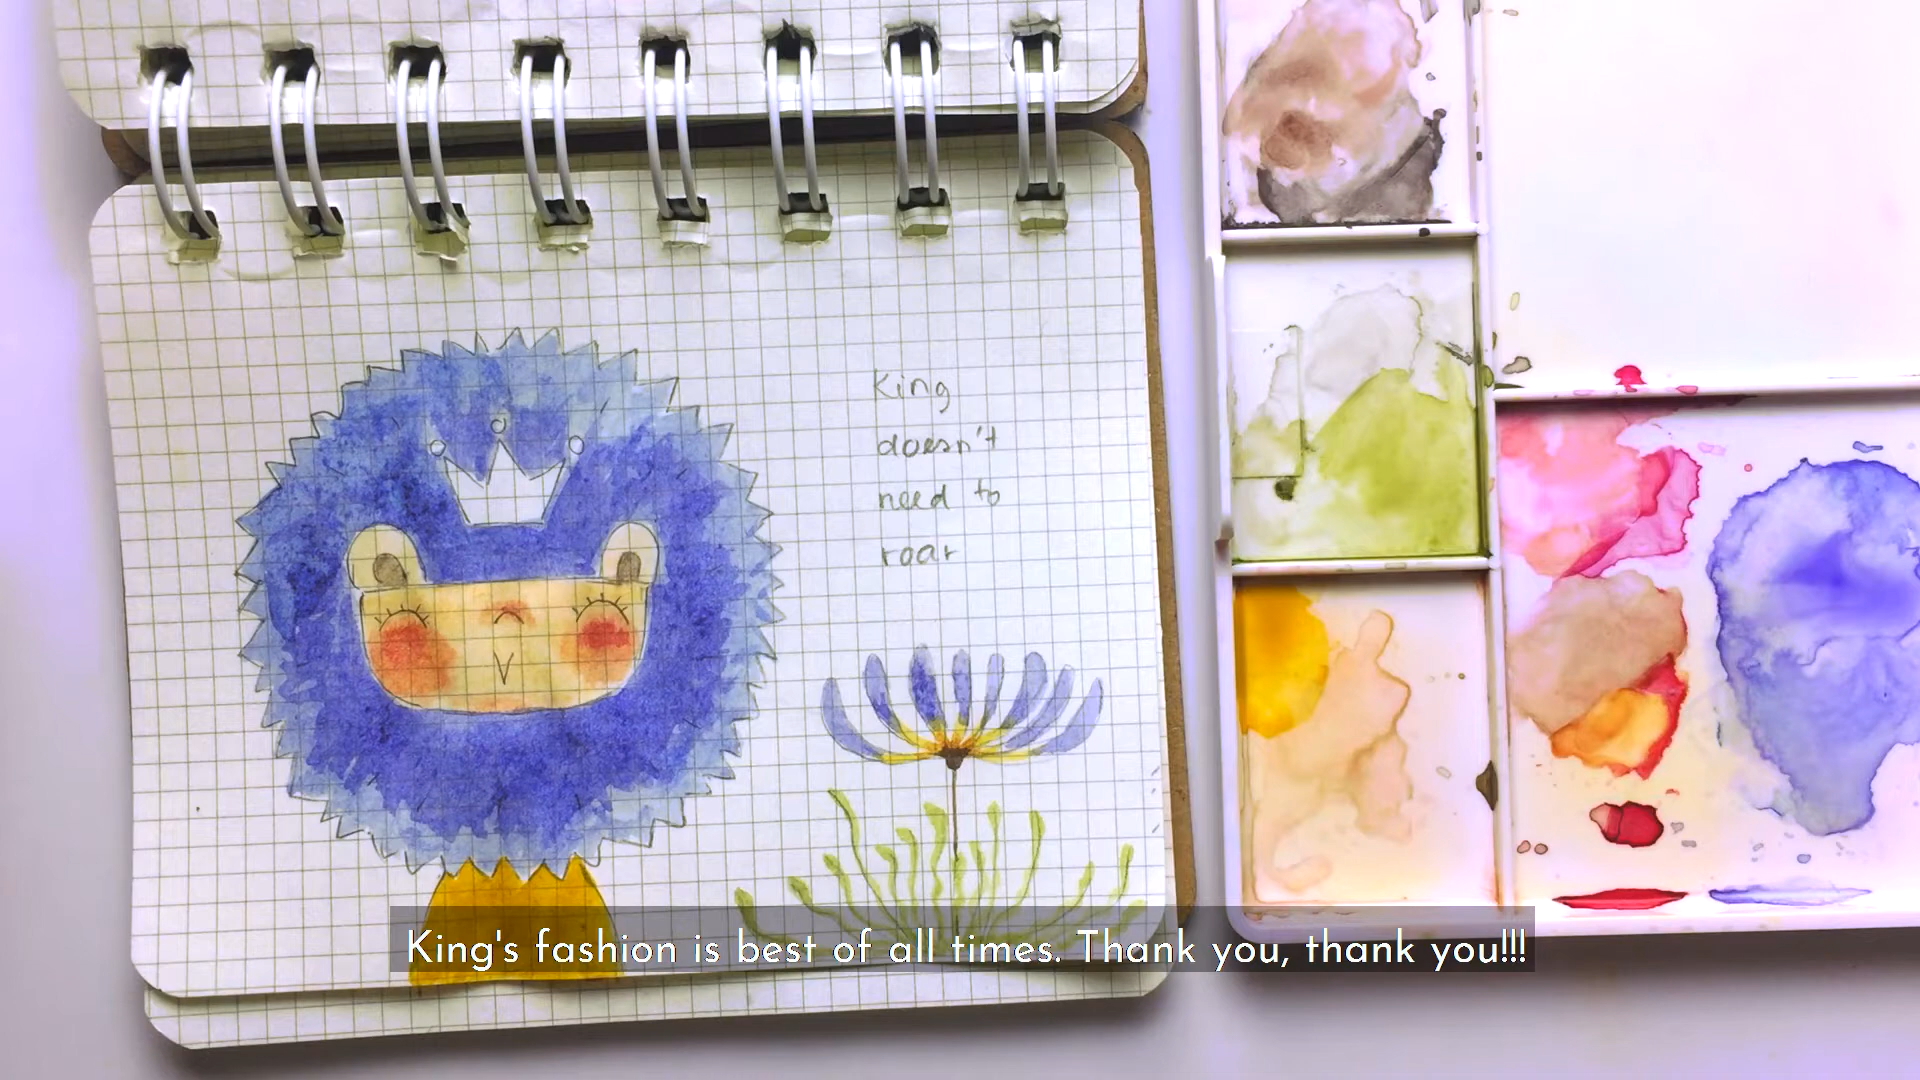 King
doesn't
need to
roar
King's fashion is best of all times. Thank you, thank you!!!